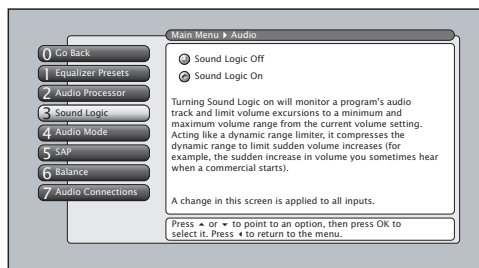 Main Menu ▸ Audio
0 Go Back
1 Equalizer Presets
2 Audio Processor
3 Sound Logic
4 Audio Mode
5 SAP
6 Balance
7 Audio Connections
Sound Logic Off
Sound Logic On
Turning Sound Logic on will monitor a program's audio
track and limit volume excursions to a minimum and
maximum volume range from the current volume setting.
Acting like a dynamic range limiter, it compresses the
dynamic range to limit sudden volume increases (for
example, the sudden increase in volume you sometimes hear
when a commercial starts).
A change in this screen is applied to all inputs.
Press ▴ or ▾ to point to an option, then press OK to
select it. Press ◂ to return to the menu.